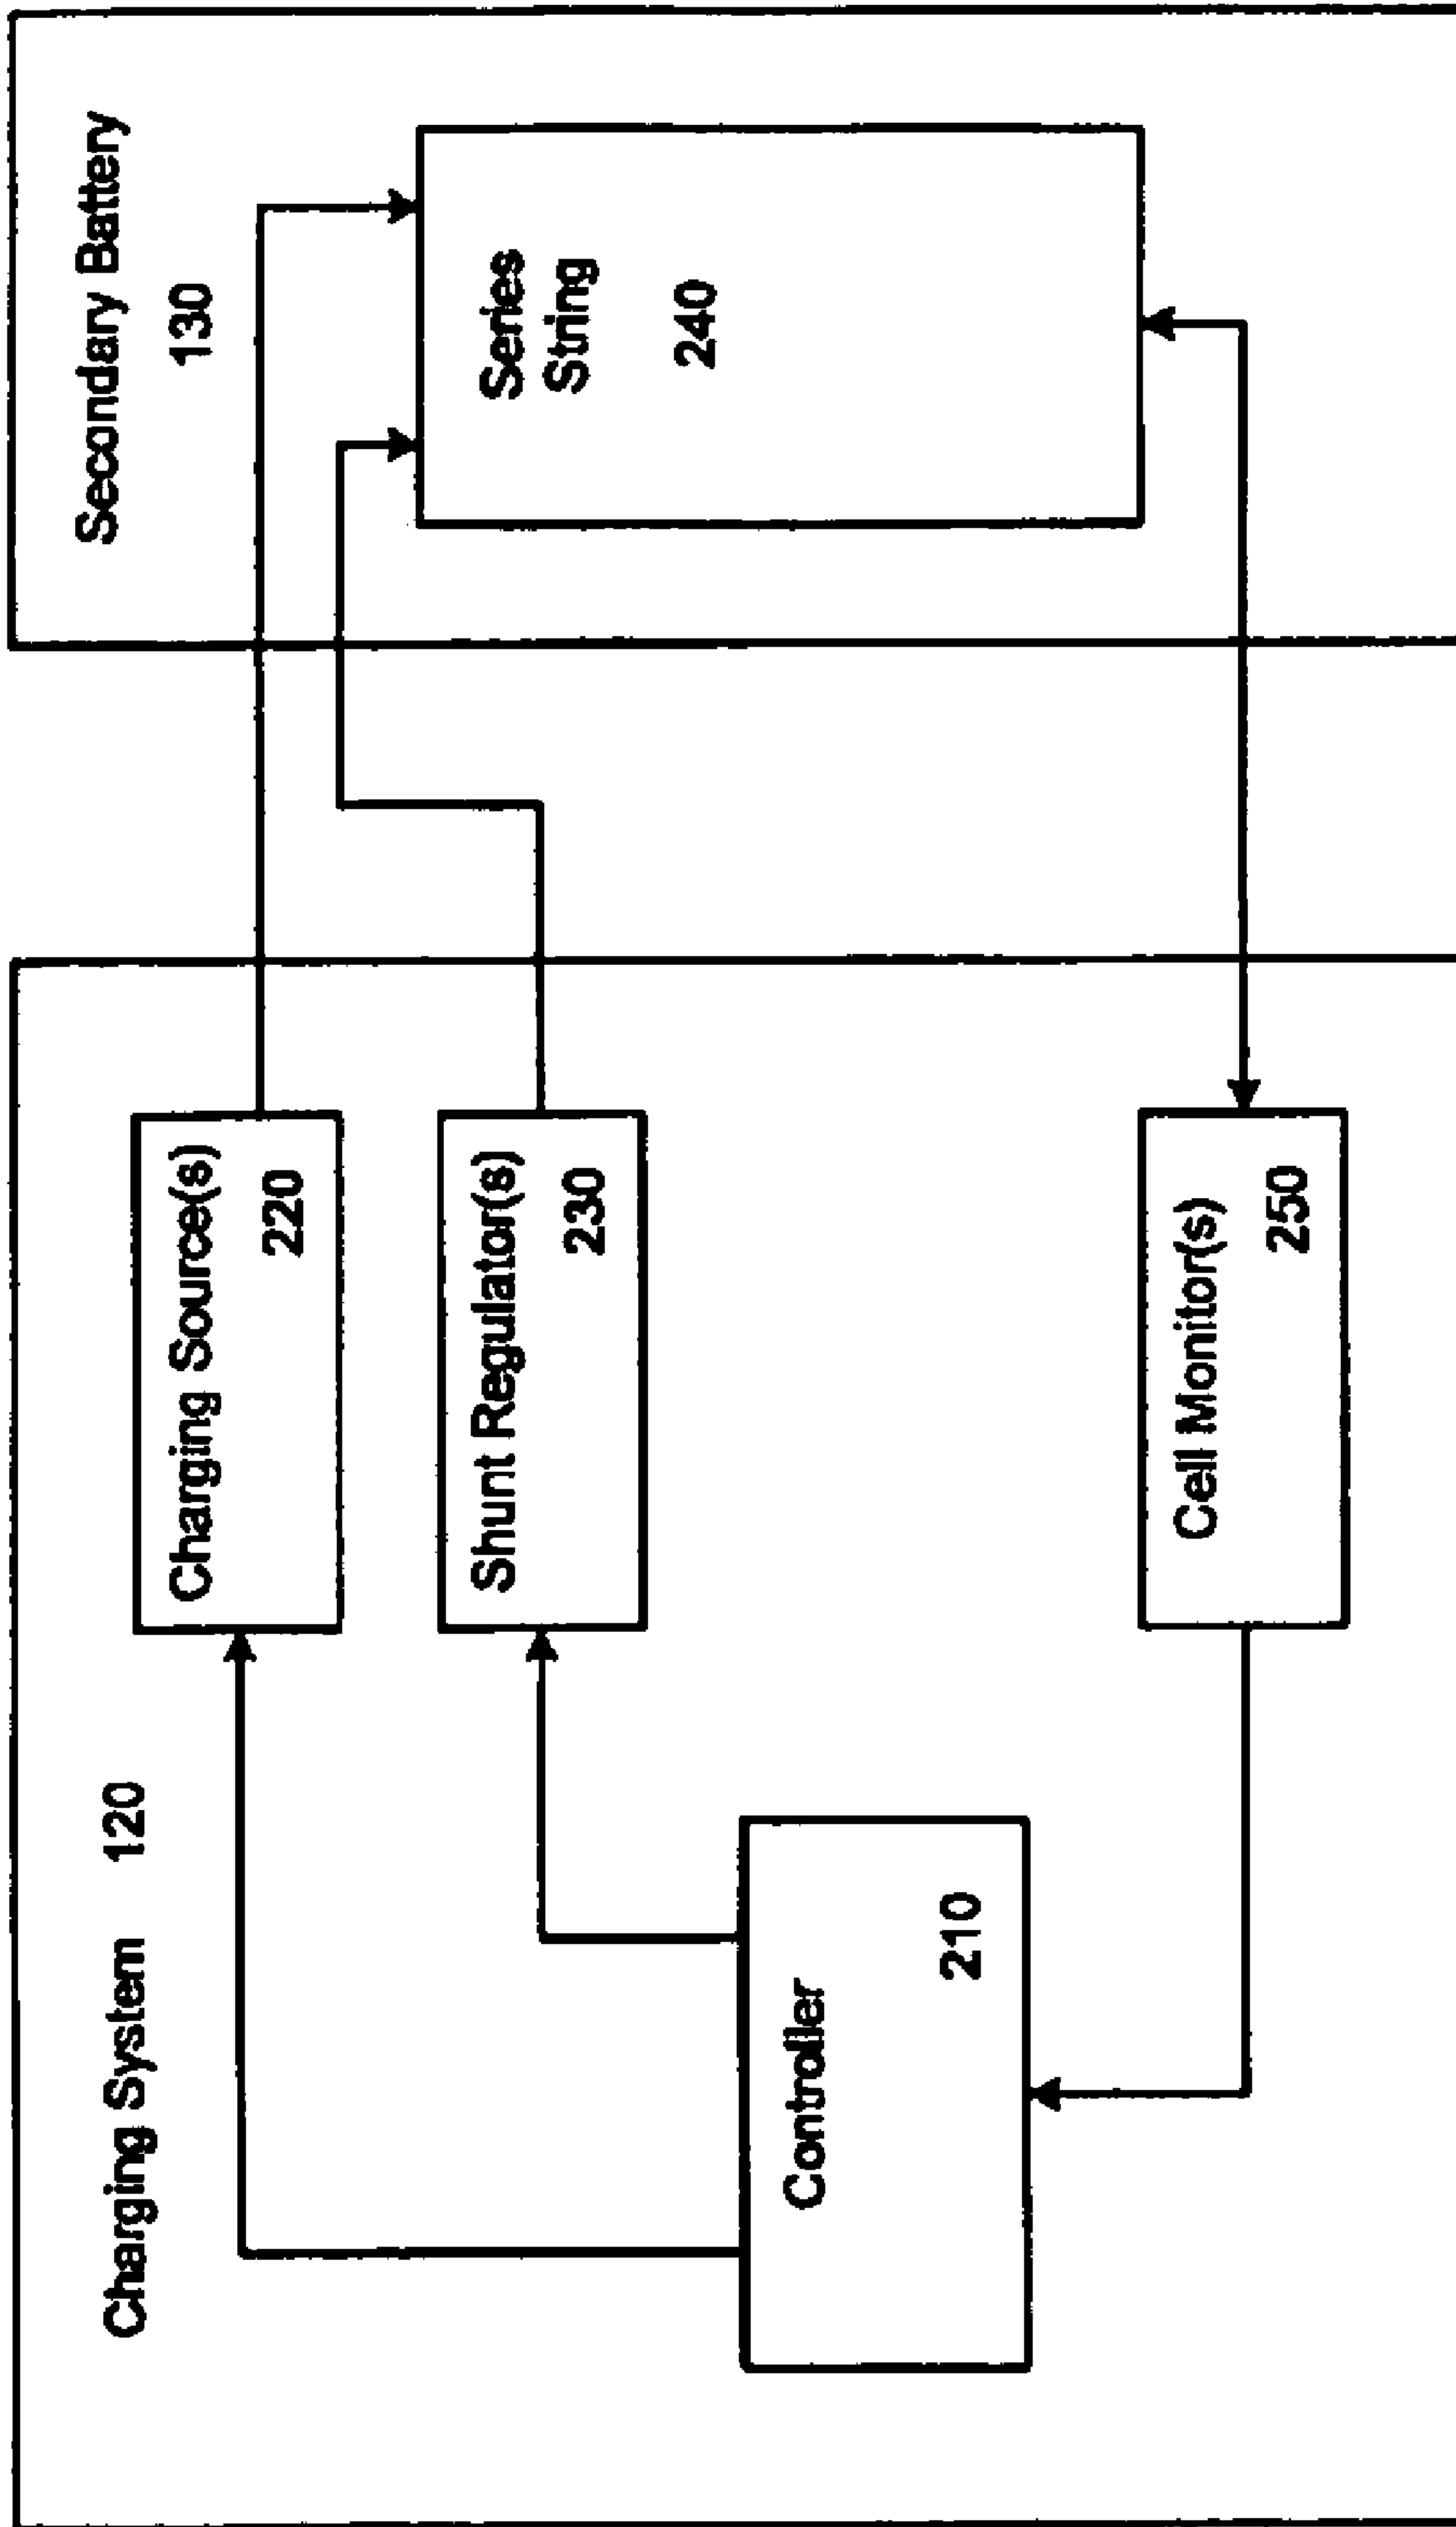 Charging System 120
Charging Source(s)
220
Shunt Regulator(s)
230
Controller
210
Cell Monitor(s)
250
Secondary Battery
130
Series
String
240